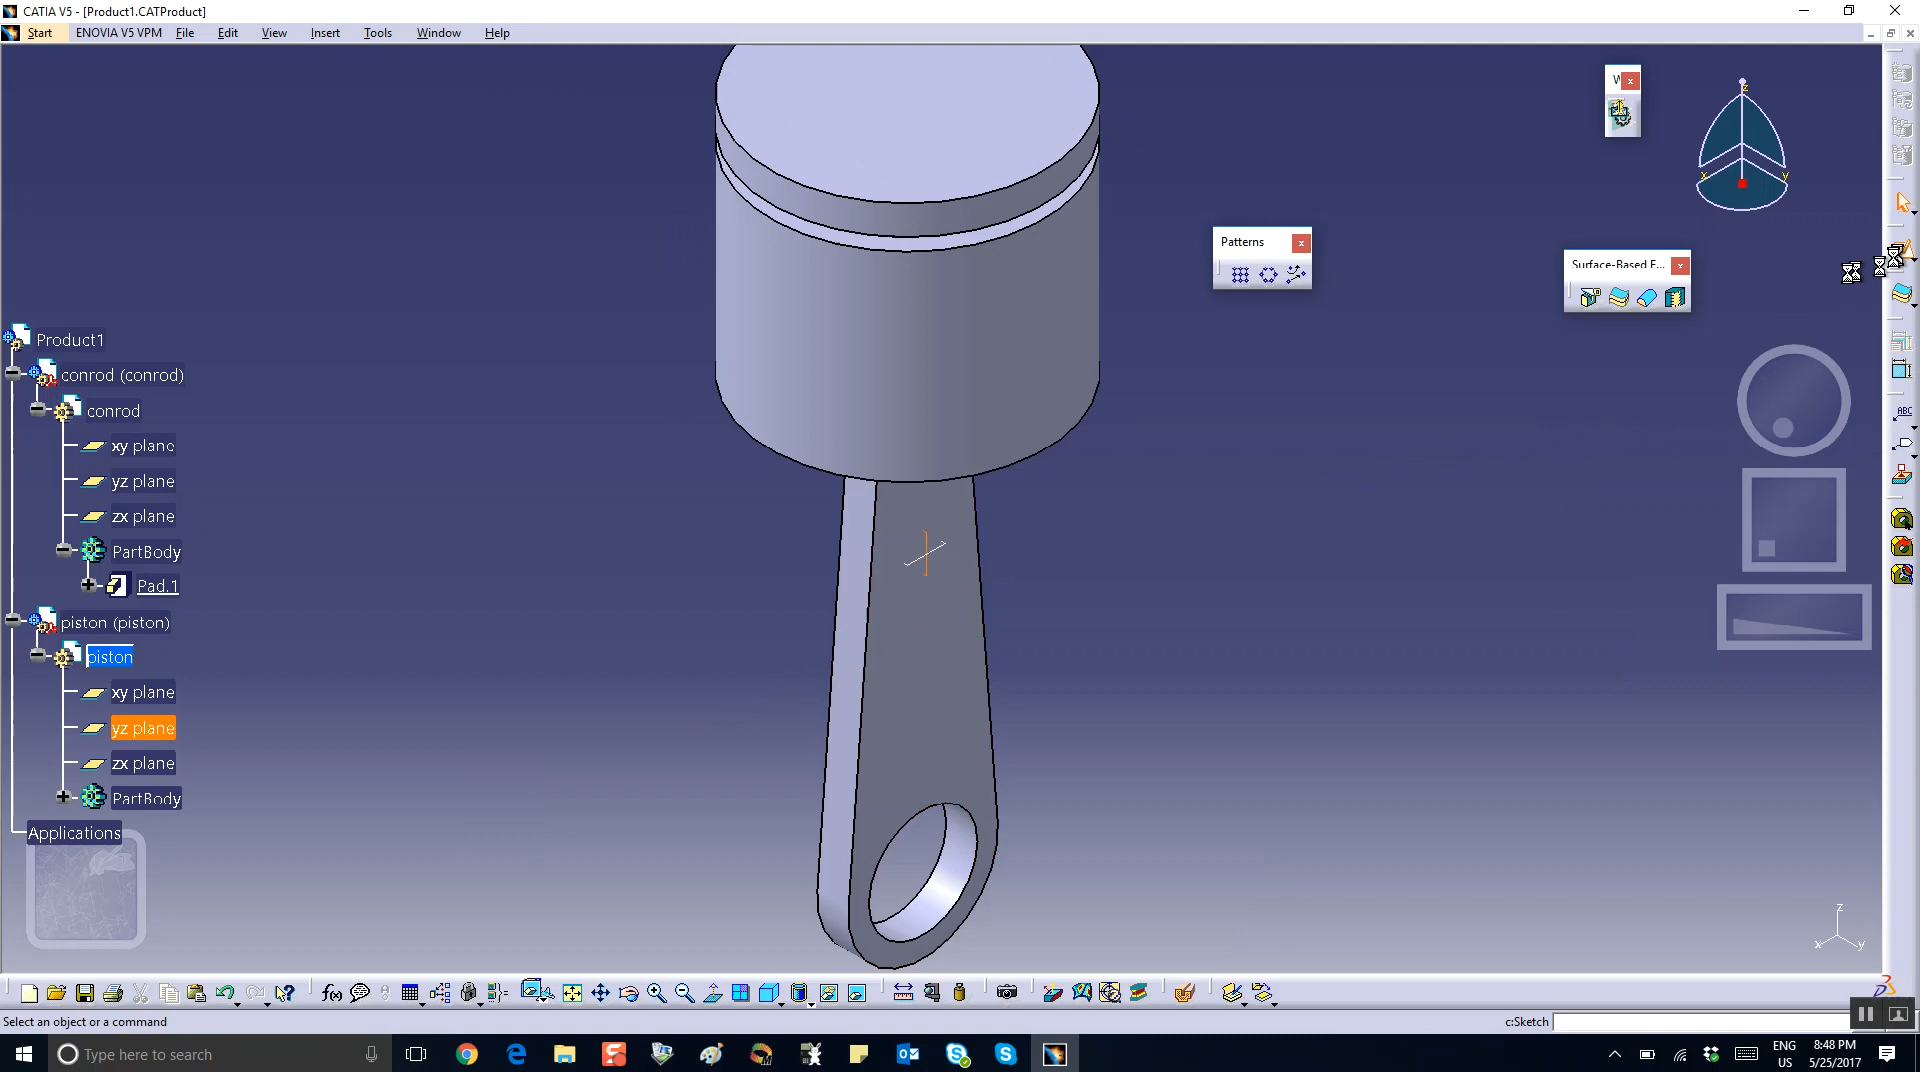 CATIA V5 - [Product1.CATProduct]
Start ENOVIA V5 VPM File Edit View Insert Tools Window Help
W
z
x y
Patterns
Surface-Based F...
Product1
conrod (conrod)
conrod
xy plane
yz plane
zx plane
PartBody
Pad.1
piston (piston)
piston
xy plane
yz plane
zx plane
PartBody
Applications
ABC
z
x y
f(x)
Select an object or a command
c:Sketch
Type here to search
ENG
US
8:48 PM
5/25/2017